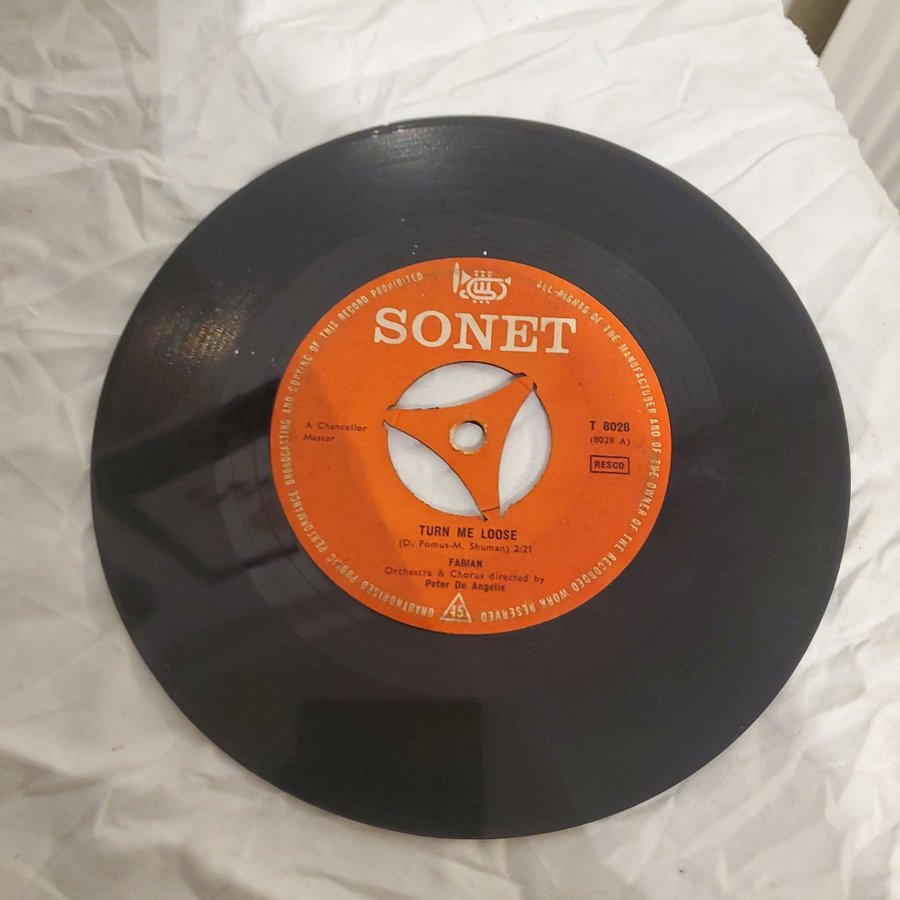 SONET
A Chancellor
Master
T 8028
(8028 A)
RESCO
TURN ME LOOSE
(D. Pomus-M. Shuman) 2:21
FABIAN
Orchestra & Chorus directed by
Peter De Angelis
45
ALL-RIGHTS OF THE MANUFACTURER AND OF THE OWNER OF THE RECORDED WORK RESERVED
UNAUTHORISED PUBLIC PERFORMANCE BROADCASTING AND COPYING OF THIS RECORD PROHIBITED